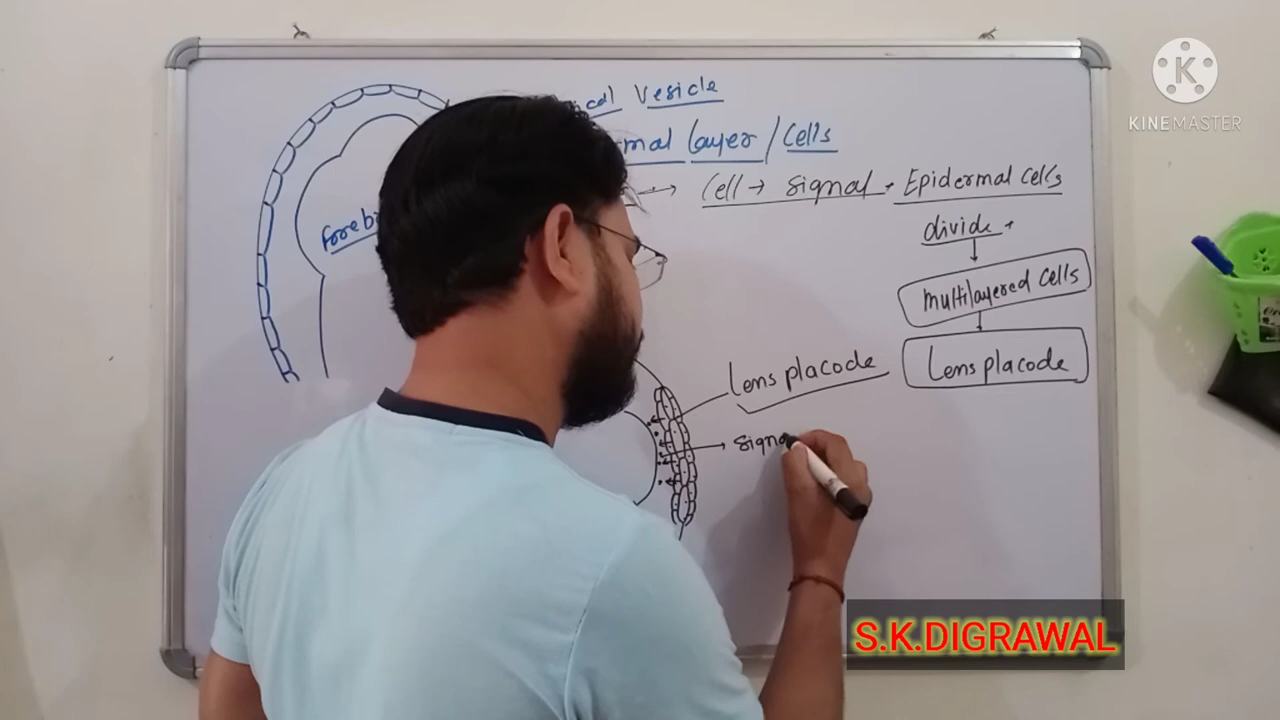 Vesicle
Layer / Cells
Cell → Signal → Epidermal Cells
divide
Multilayered Cells
Lens placode
Lens placode
KINEMASTER
S.K.DIGRAWAL